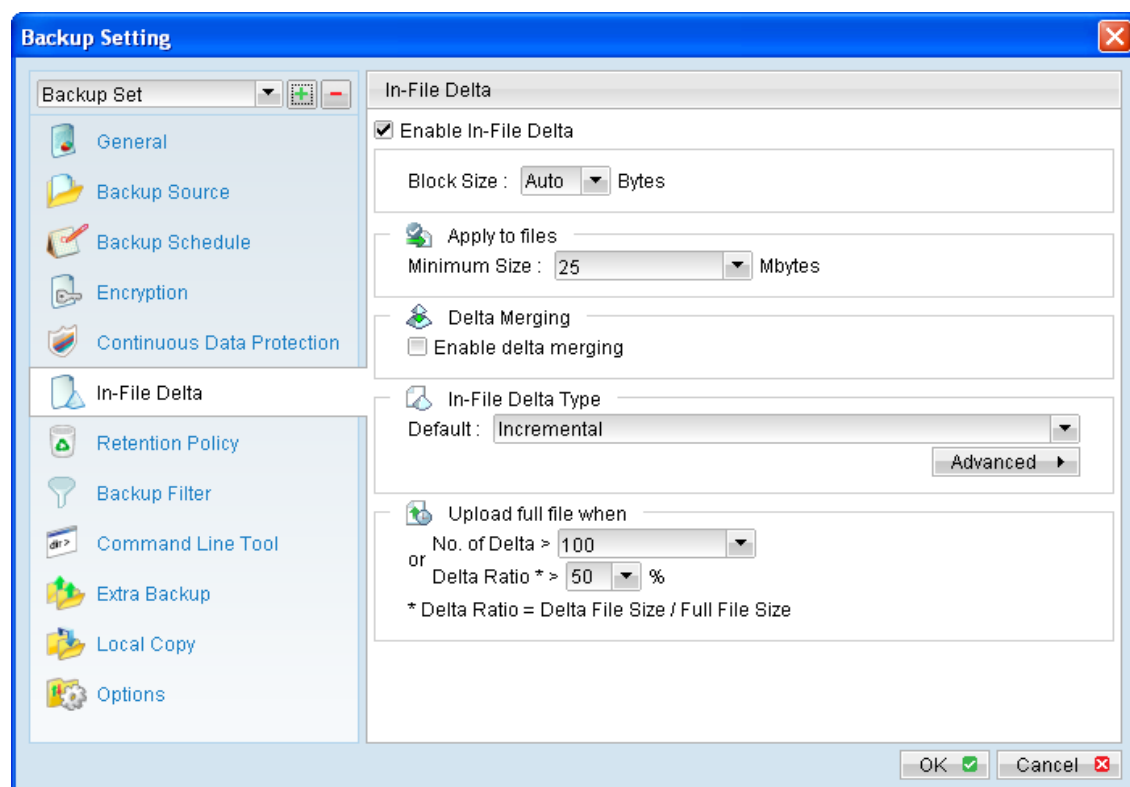 Backup Setting
Backup Set
General
Backup Source
Backup Schedule
Encryption
Continuous Data Protection
In-File Delta
Retention Policy
Backup Filter
dir>
Command Line Tool
Extra Backup
Local Copy
Options
In-File Delta
Enable In-File Delta
Block Size : Auto Bytes
Apply to files
Minimum Size : 25 Mbytes
Delta Merging
Enable delta merging
In-File Delta Type
Default : Incremental
Advanced
Upload full file when
No. of Delta > 100
or
Delta Ratio * > 50 %
* Delta Ratio = Delta File Size / Full File Size
OK Cancel